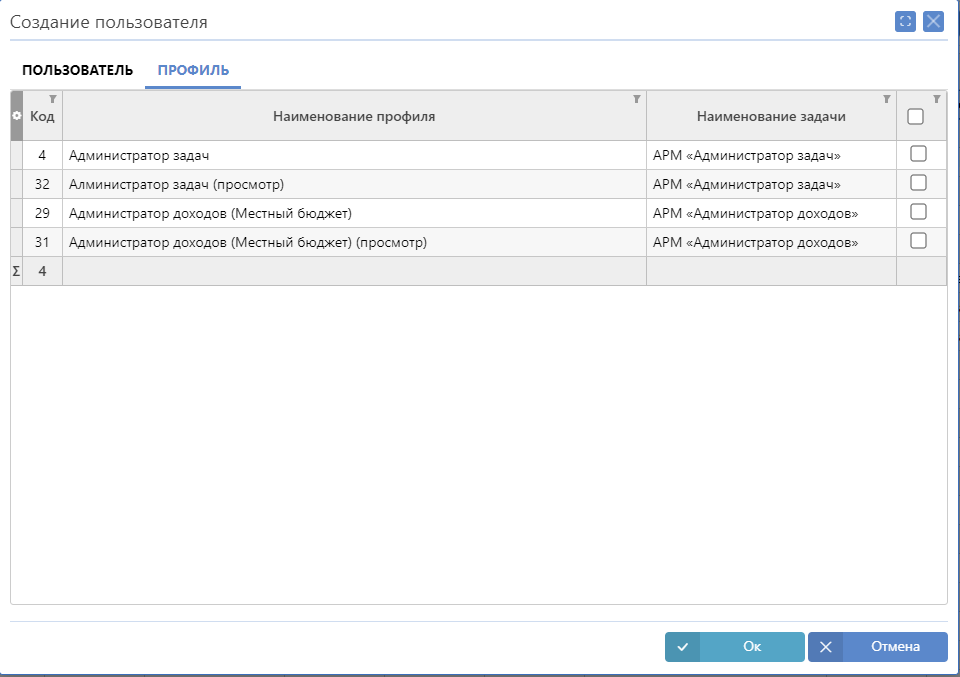 Создание пользователя
ПОЛЬЗОВАТЕЛЬ ПРОФИЛЬ
Код Наименование профиля Наименование задачи
4 Администратор задач АРМ «Администратор задач»
32 Алминистратор задач (просмотр) АРМ «Администратор задач»
29 Администратор доходов (Местный бюджет) АРМ «Администратор доходов»
31 Администратор доходов (Местный бюджет) (просмотр) АРМ «Администратор доходов»
Σ 4
Ок Отмена